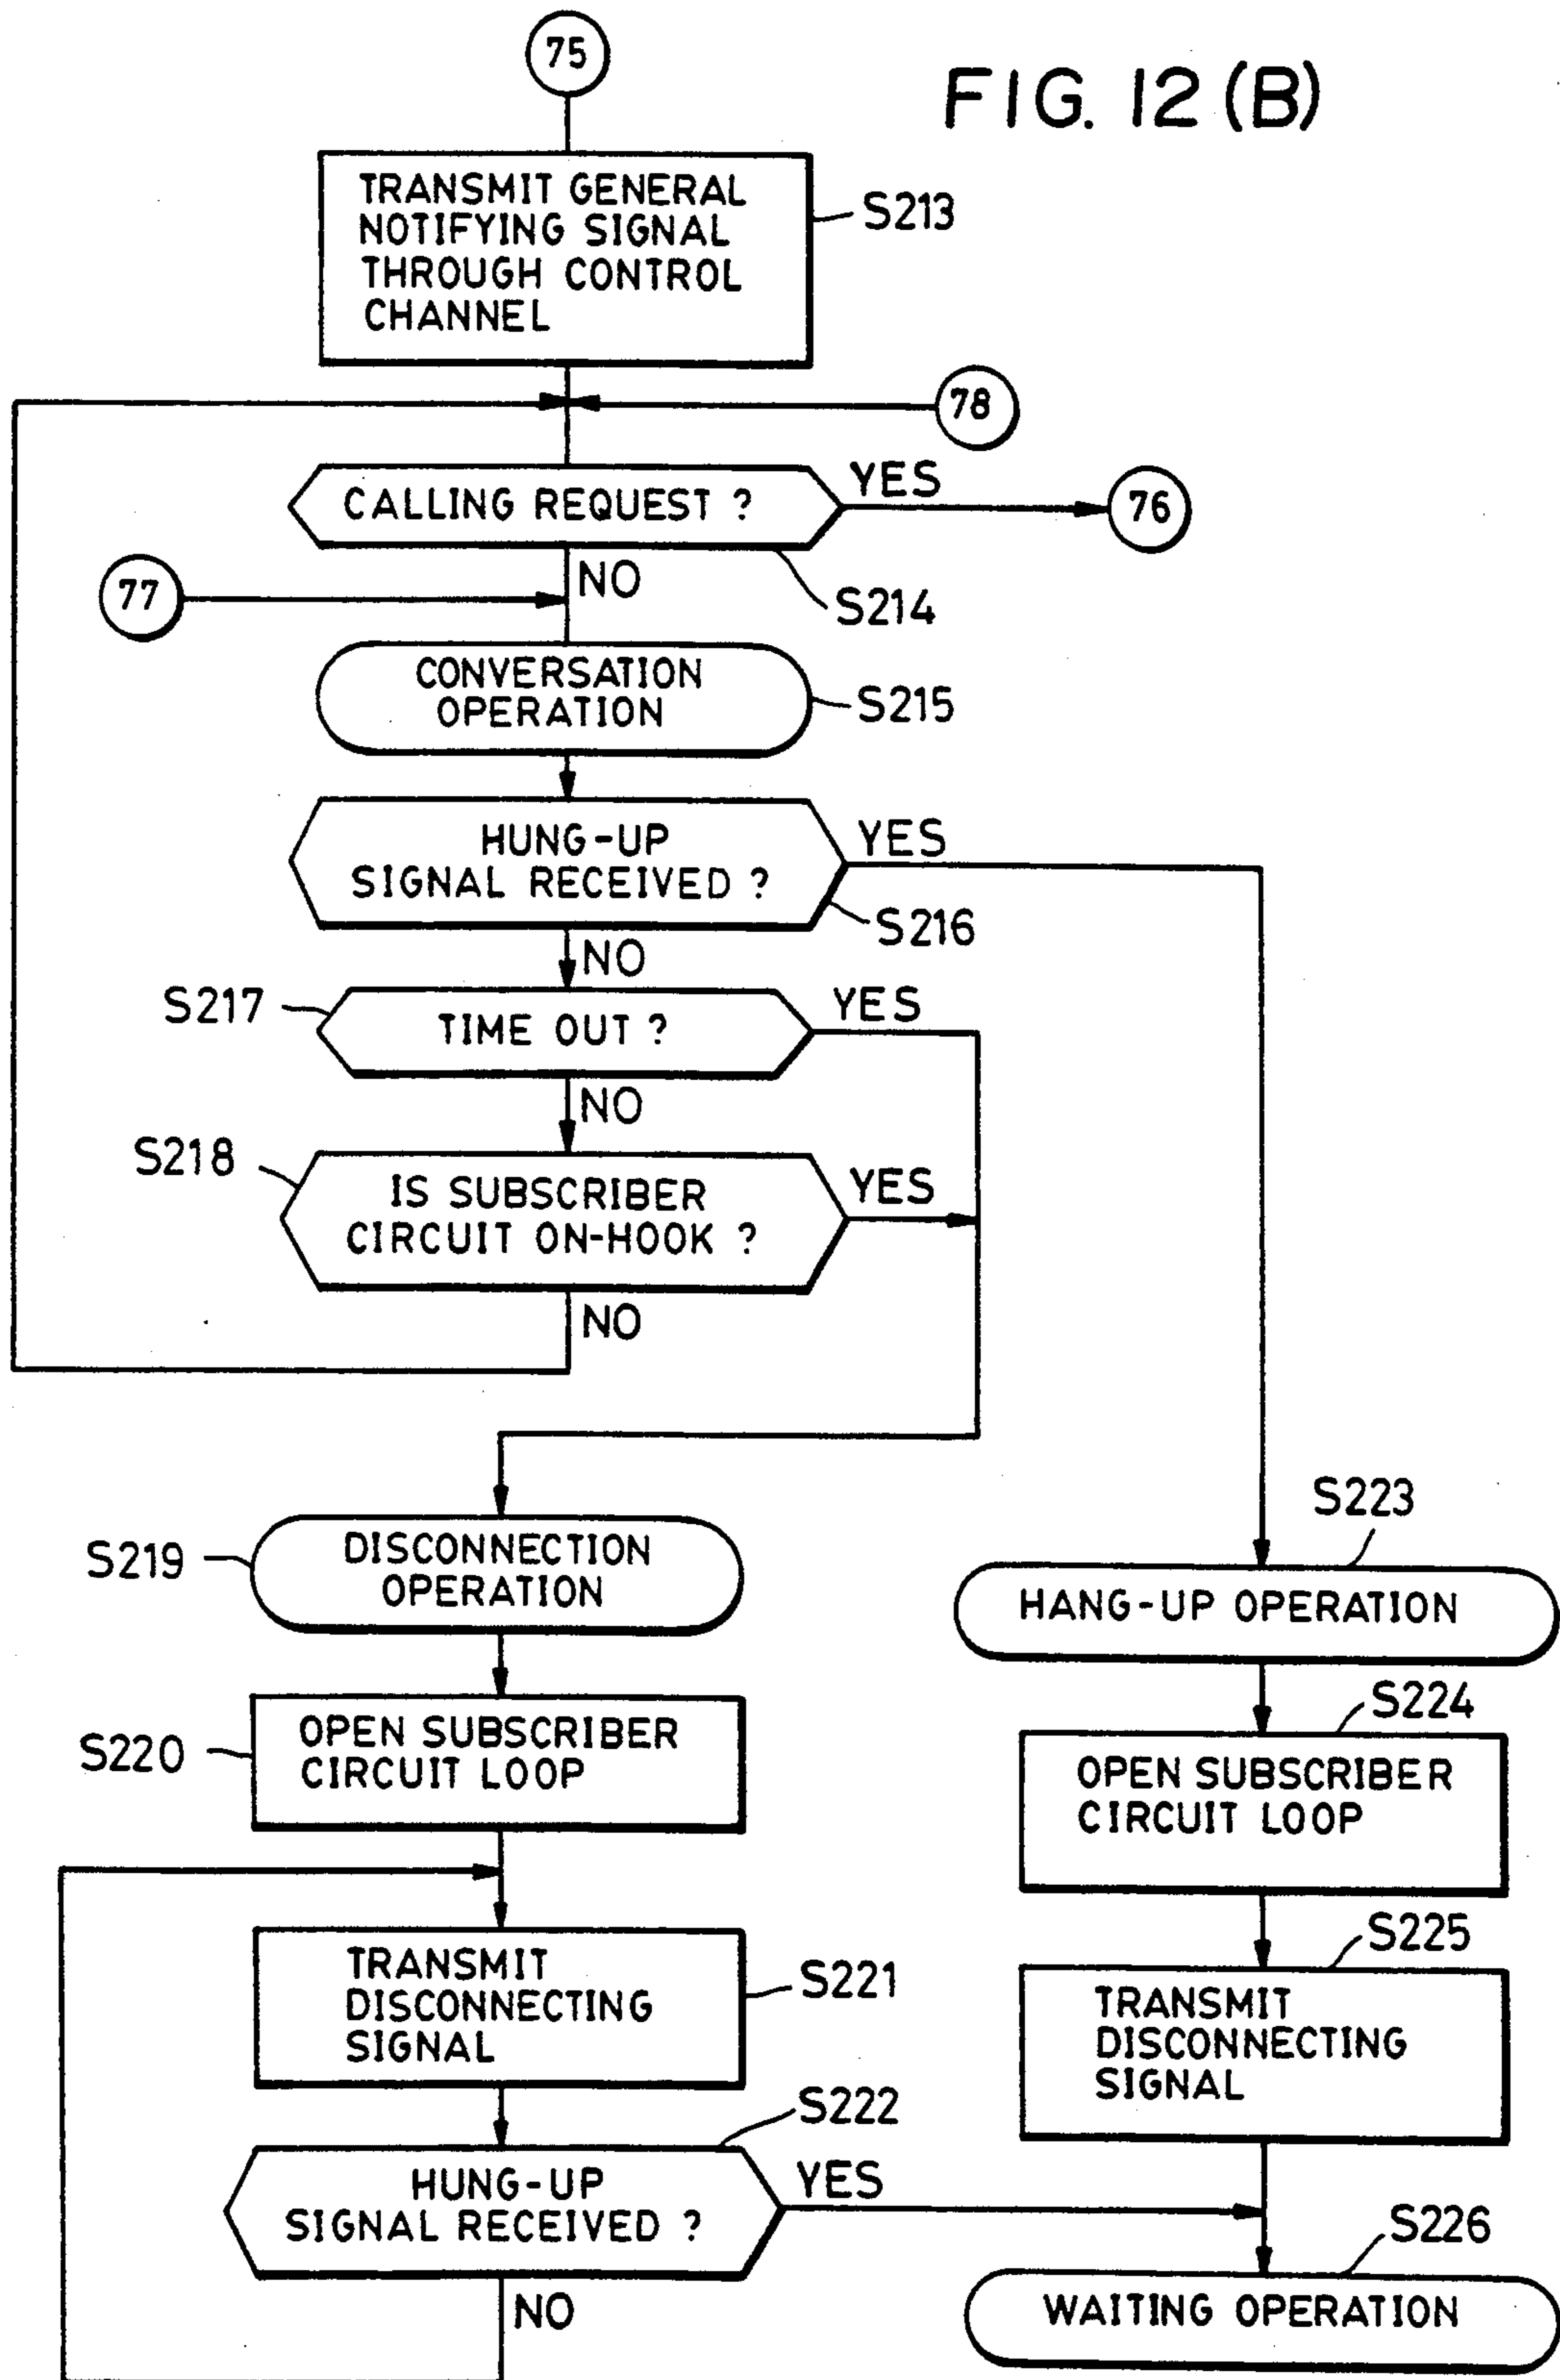 75
FIG. 12 (B)
TRANSMIT GENERAL
NOTIFYING SIGNAL
THROUGH CONTROL
CHANNEL
S213
78
CALLING REQUEST ?
YES
76
NO
S214
77
CONVERSATION
OPERATION
S215
HUNG-UP
SIGNAL RECEIVED ?
YES
S216
NO
S217
TIME OUT ?
YES
NO
S218
IS SUBSCRIBER
CIRCUIT ON-HOOK ?
YES
NO
S219
DISCONNECTION
OPERATION
S220
OPEN SUBSCRIBER
CIRCUIT LOOP
TRANSMIT
DISCONNECTING
SIGNAL
S221
S222
HUNG-UP
SIGNAL RECEIVED ?
YES
NO
S223
HANG-UP OPERATION
S224
OPEN SUBSCRIBER
CIRCUIT LOOP
S225
TRANSMIT
DISCONNECTING
SIGNAL
S226
WAITING OPERATION